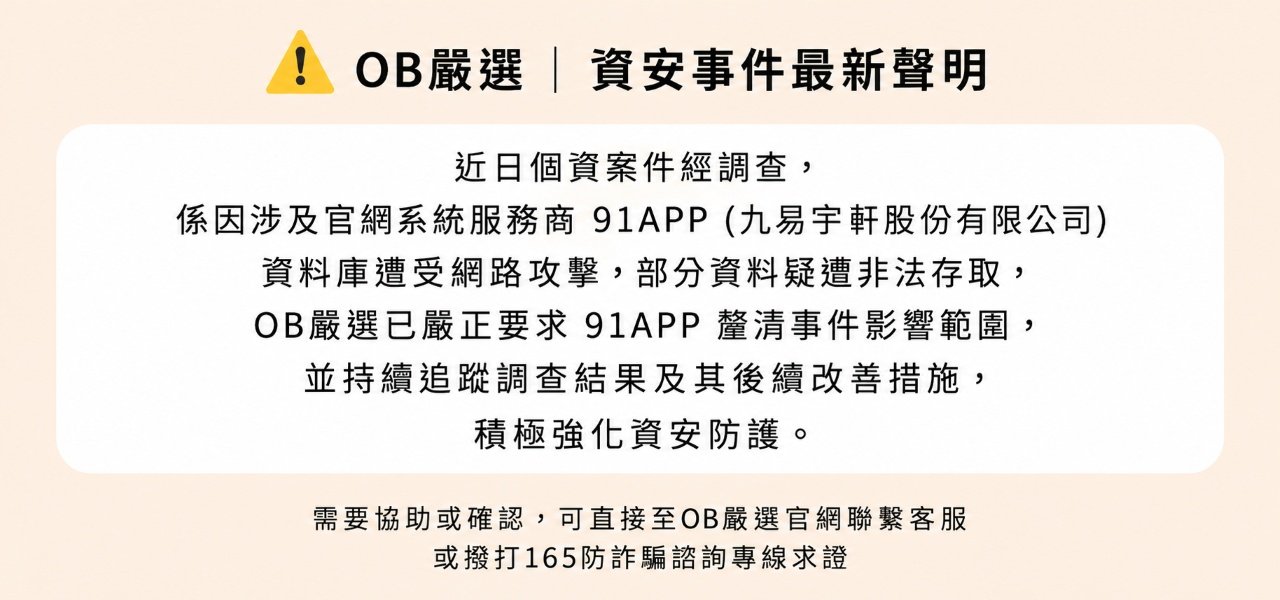 OB嚴選｜資安事件最新聲明
近日個資案件經調查，
係因涉及官網系統服務商 91APP (九易宇軒股份有限公司)
資料庫遭受網路攻擊，部分資料疑遭非法存取，
OB嚴選已嚴正要求 91APP 釐清事件影響範圍，
並持續追蹤調查結果及其後續改善措施，
積極強化資安防護。
需要協助或確認，可直接至OB嚴選官網聯繫客服
或撥打165防詐騙諮詢專線求證